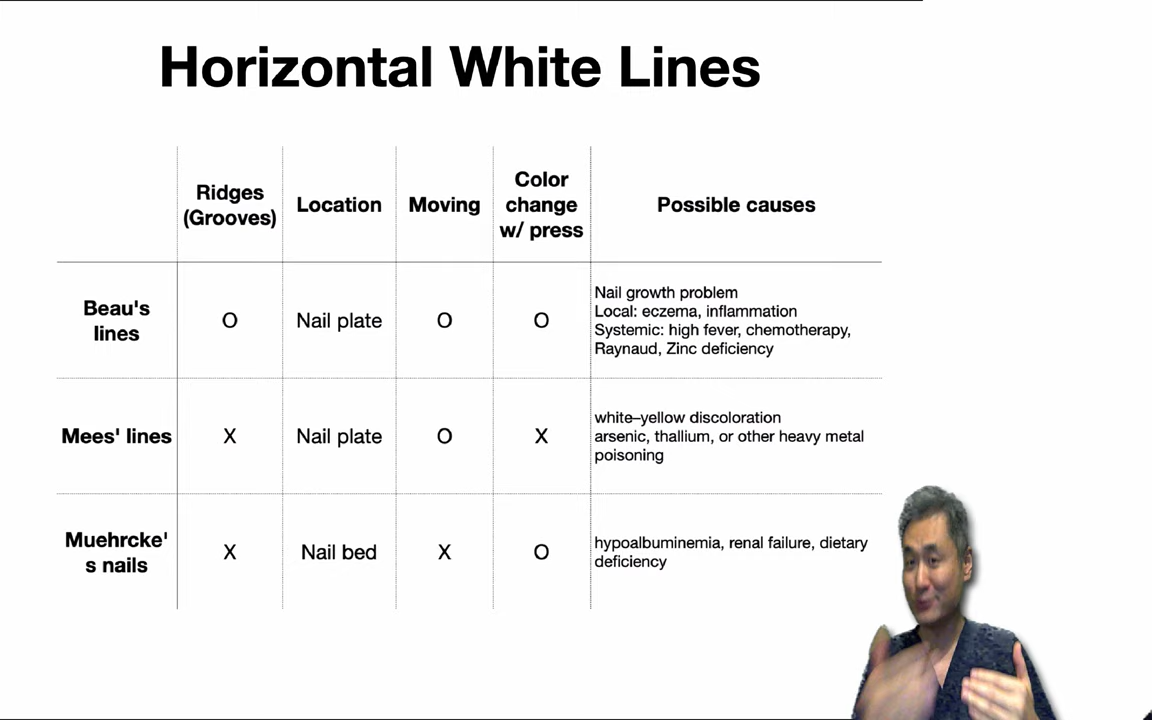 Horizontal White Lines
Ridges
(Grooves)
Location
Moving
Color
change
w/ press
Possible causes
Beau's
lines
O
Nail plate
O
O
Nail growth problem
Local: eczema, inflammation
Systemic: high fever, chemotherapy,
Raynaud, Zinc deficiency
Mees' lines
X
Nail plate
O
X
white–yellow discoloration
arsenic, thallium, or other heavy metal
poisoning
Muehrcke'
s nails
X
Nail bed
X
O
hypoalbuminemia, renal failure, dietary
deficiency